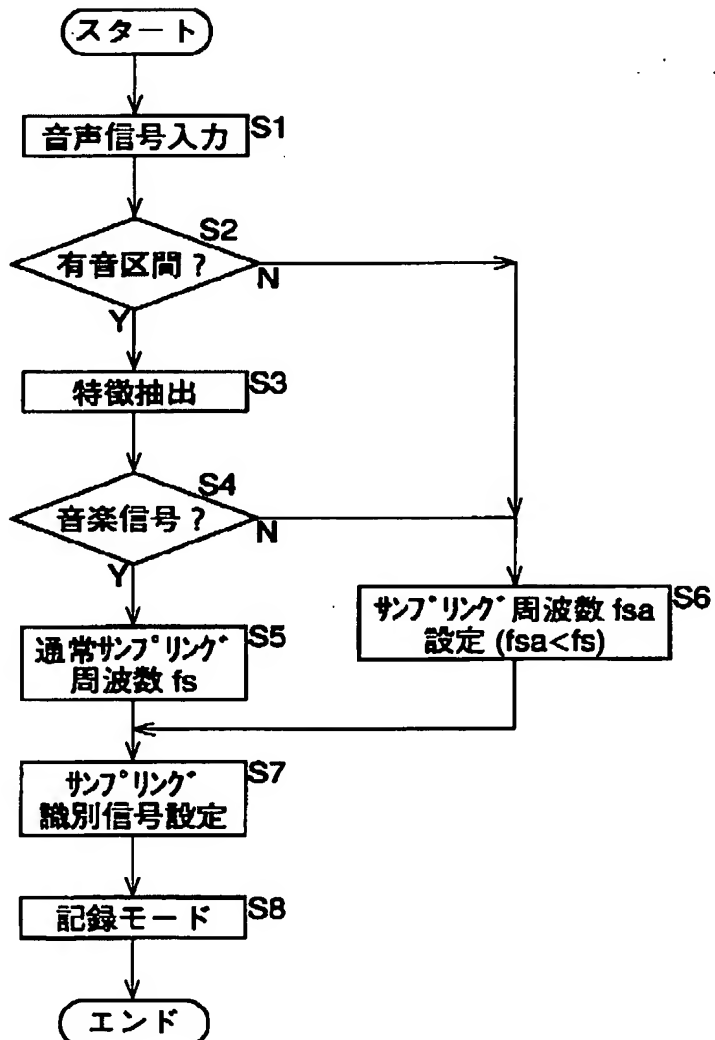 スタート
音声信号入力 S1
S2
有音区間？
N
Y
特徴抽出 S3
S4
音楽信号？
N
Y
サンプリング周波数 fsa S6
設定 (fsa<fs)
通常サンプリング S5
周波数 fs
サンプリング S7
識別信号設定
記録モード S8
エンド